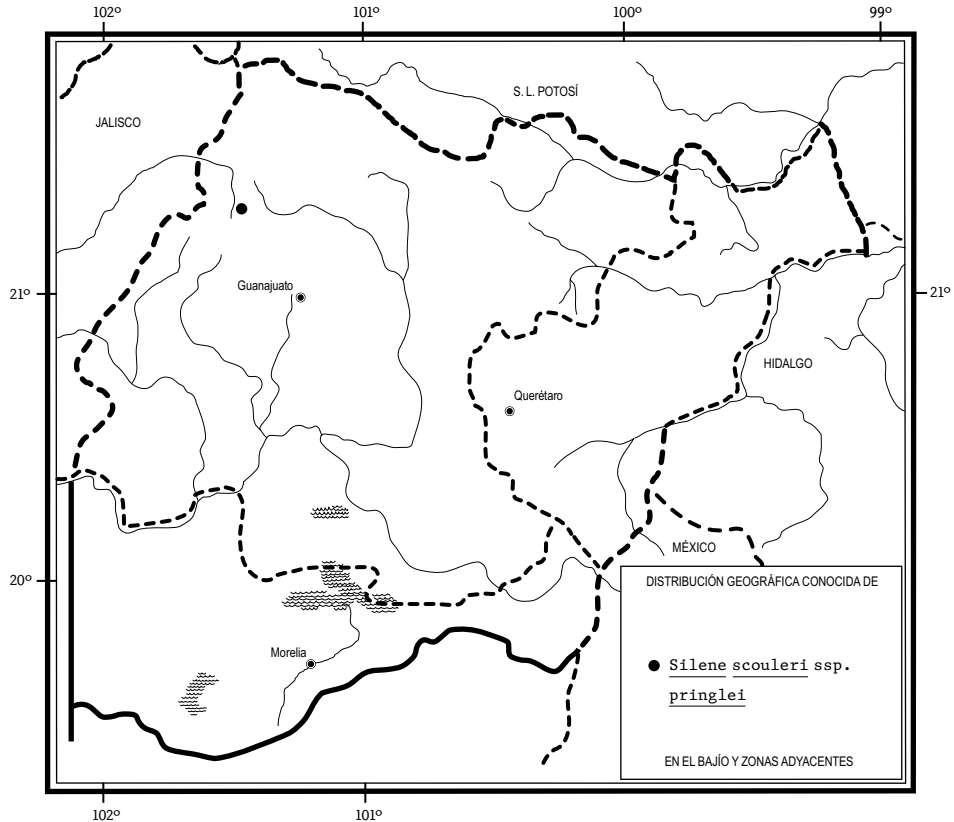 102º 101º 100º 99º
S. L. POTOSÍ
JALISCO
Guanajuato
21º 21º
HIDALGO
Querétaro
MÉXICO
20º
DISTRIBUCIÓN GEOGRÁFICA CONOCIDA DE
Morelia
Silene scouleri ssp.
pringlei
EN EL BAJÍO Y ZONAS ADYACENTES
102º 101º